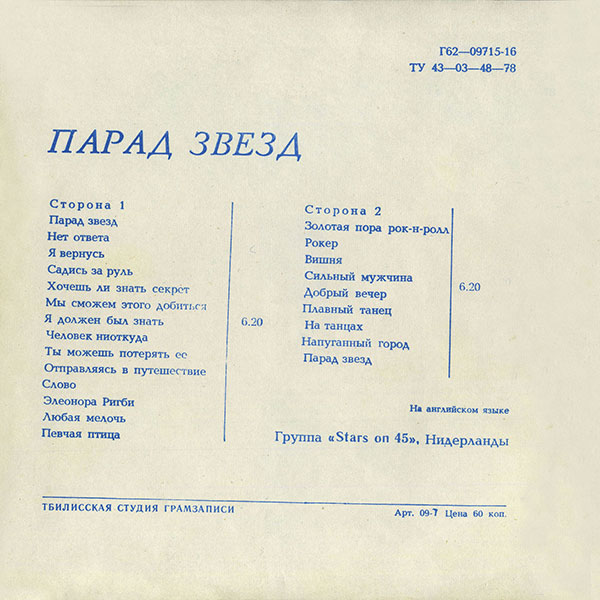 Г62—09715-16
ТУ 43—03—48—78
ПАРАД ЗВЕЗД
Сторона 1
Парад звезд
Нет ответа
Я вернусь
Садись за руль
Хочешь ли знать секрет
Мы сможем этого добиться
Я должен был знать
Человек ниоткуда
Ты можешь потерять ее
Отправляясь в путешествие
Слово
Элеонора Ригби
Любая мелочь
Певчая птица
6.20
Сторона 2
Золотая пора рок-н-ролл
Рокер
Вишня
Сильный мужчина
Добрый вечер
Плавный танец
На танцах
Напуганный город
Парад звезд
6.20
На английском языке
Группа «Stars on 45», Нидерланды
ТБИЛИССКАЯ СТУДИЯ ГРАМЗАПИСИ
Арт. 09-7 Цена 60 коп.